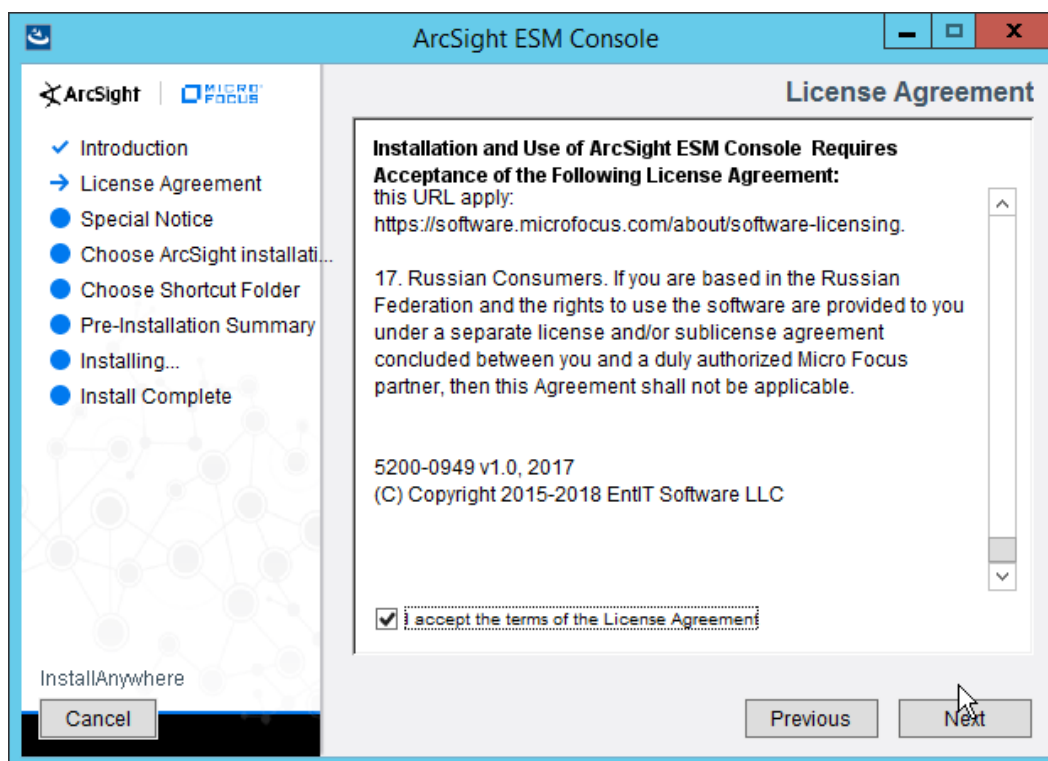 ArcSight ESM Console
ArcSight
MICRO FOCUS
Introduction
License Agreement
Special Notice
Choose ArcSight installati...
Choose Shortcut Folder
Pre-Installation Summary
Installing...
Install Complete
InstallAnywhere
Cancel
License Agreement
Installation and Use of ArcSight ESM Console Requires
Acceptance of the Following License Agreement:
this URL apply:
https://software.microfocus.com/about/software-licensing.
17. Russian Consumers. If you are based in the Russian
Federation and the rights to use the software are provided to you
under a separate license and/or sublicense agreement
concluded between you and a duly authorized Micro Focus
partner, then this Agreement shall not be applicable.
5200-0949 v1.0, 2017
(C) Copyright 2015-2018 EntIT Software LLC
I accept the terms of the License Agreement
Previous
Next